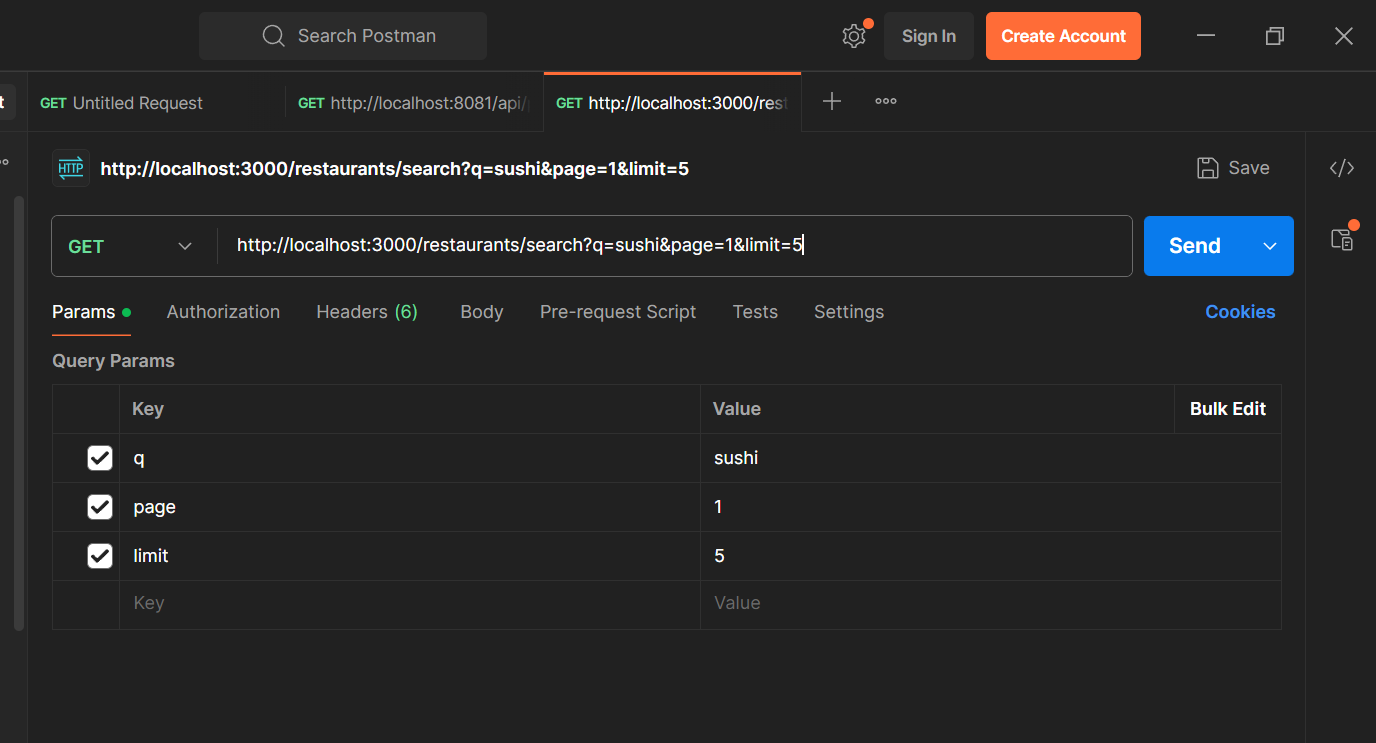 Search Postman
Sign In
Create Account
t
GET Untitled Request
GET http://localhost:8081/api/
GET http://localhost:3000/rest
HTTP
http://localhost:3000/restaurants/search?q=sushi&page=1&limit=5
Save
GET
http://localhost:3000/restaurants/search?q=sushi&page=1&limit=5
Send
Params
Authorization
Headers (6)
Body
Pre-request Script
Tests
Settings
Cookies
Query Params
Key
Value
Bulk Edit
q
sushi
page
1
limit
5
Key
Value